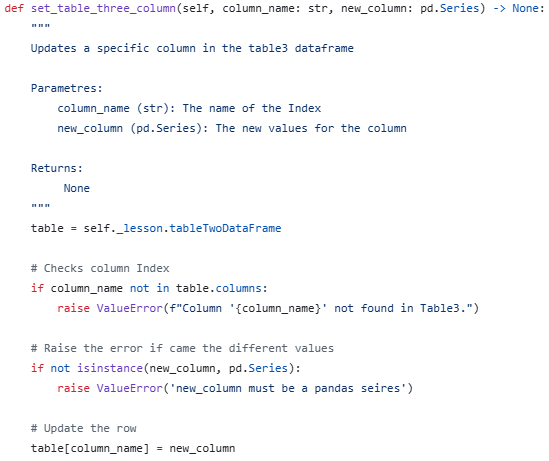 def set_table_three_column(self, column_name: str, new_column: pd.Series) -> None:
    """
    Updates a specific column in the table3 dataframe

    Parametres:
        column_name (str): The name of the Index
        new_column (pd.Series): The new values for the column

    Returns:
         None
    """
    table = self._lesson.tableTwoDataFrame

    # Checks column Index
    if column_name not in table.columns:
        raise ValueError(f"Column '{column_name}' not found in Table3.")

    # Raise the error if came the different values
    if not isinstance(new_column, pd.Series):
        raise ValueError('new_column must be a pandas seires')

    # Update the row
    table[column_name] = new_column